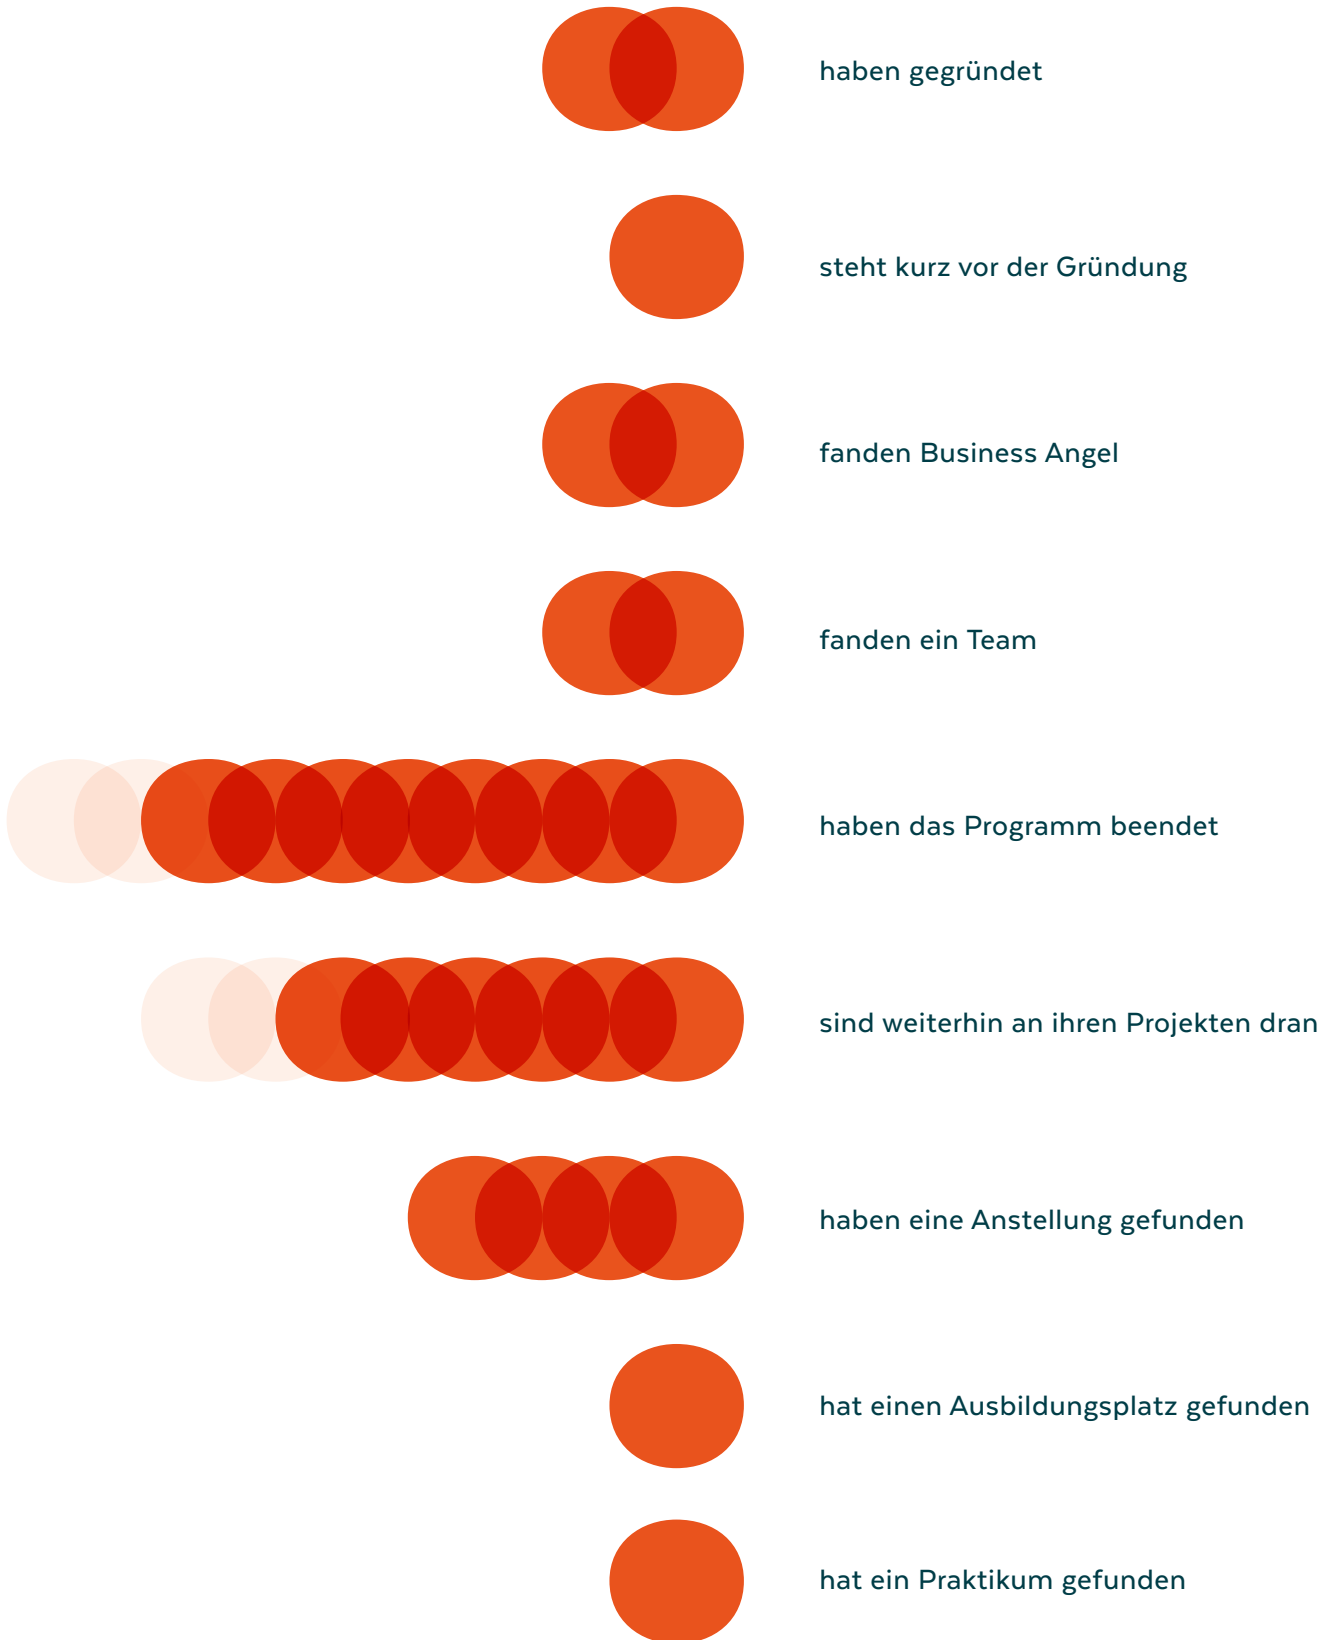 haben gegründet
steht kurz vor der Gründung
fanden Business Angel
fanden ein Team
haben das Programm beendet
sind weiterhin an ihren Projekten dran
haben eine Anstellung gefunden
hat einen Ausbildungsplatz gefunden
hat ein Praktikum gefunden